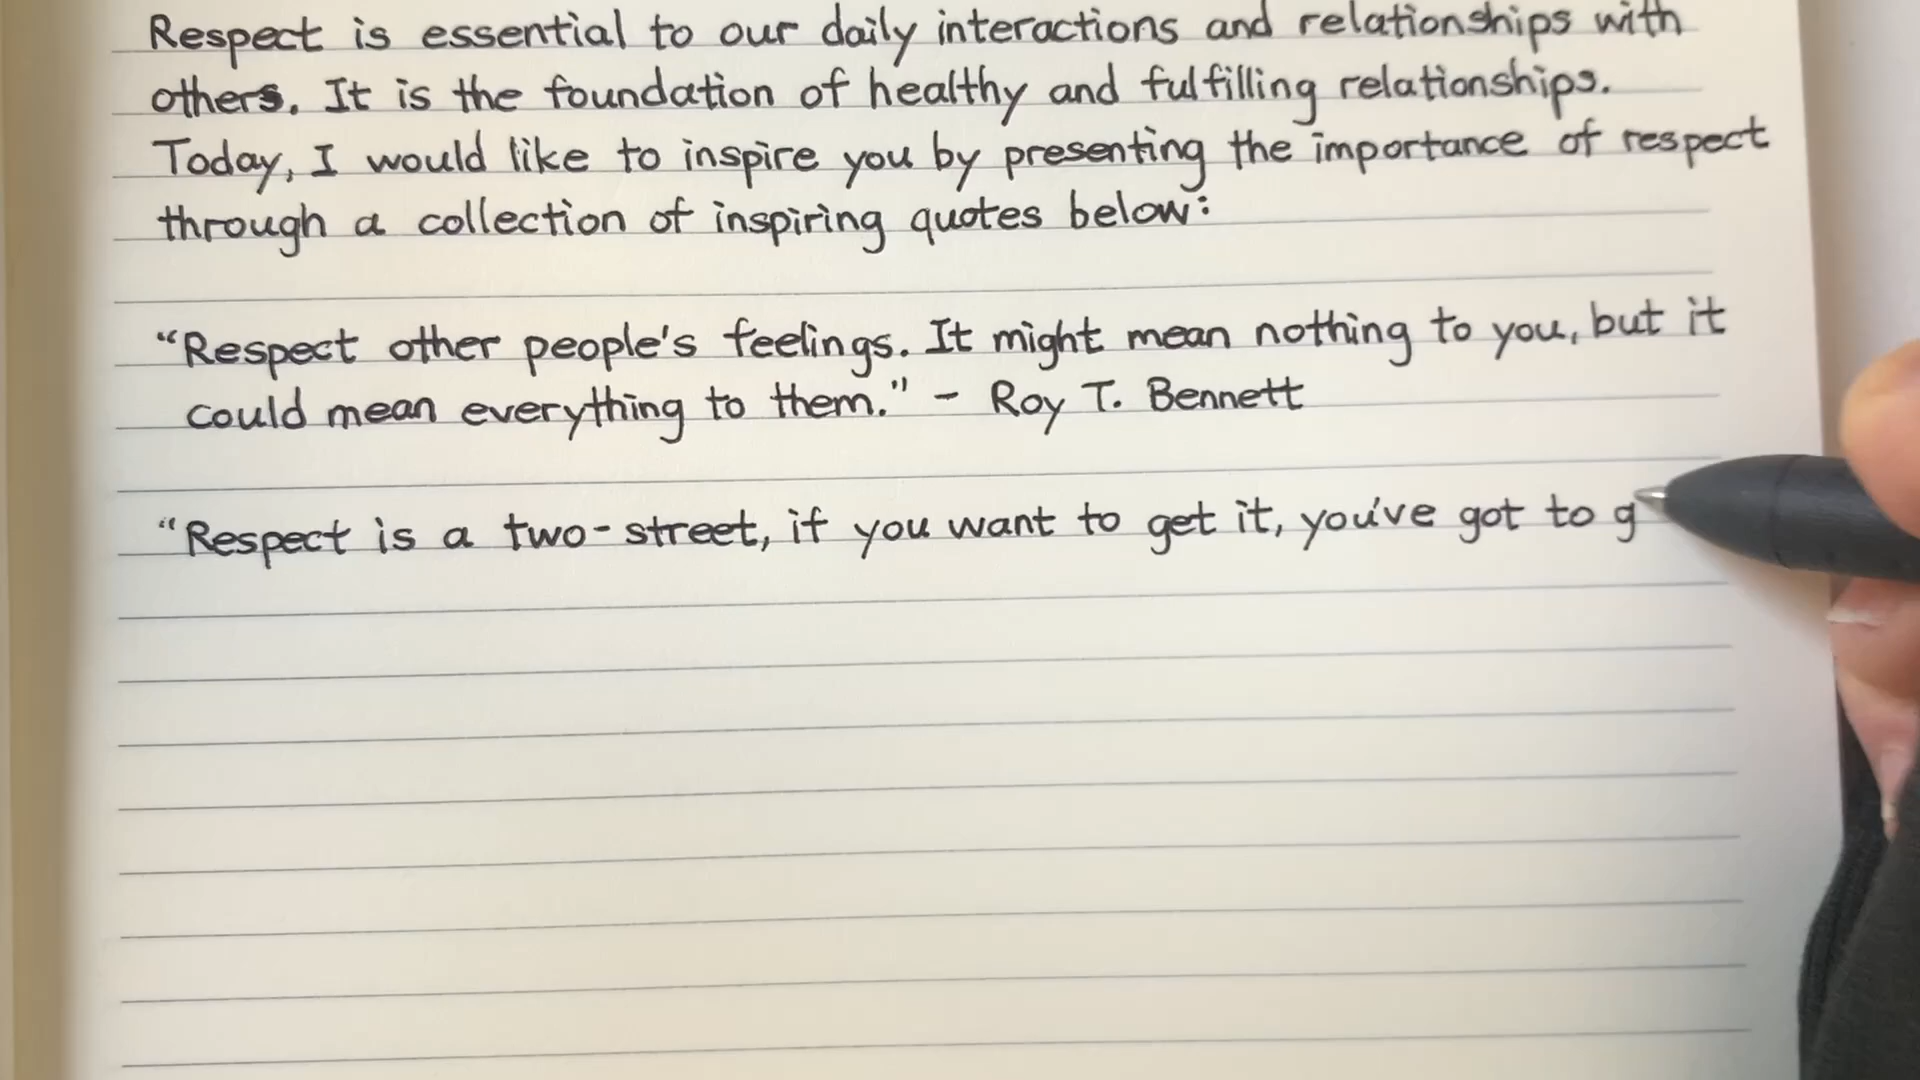 Respect is essential to our daily interactions and relationships with
others. It is the foundation of healthy and fulfilling relationships.
Today, I would like to inspire you by presenting the importance of respect
through a collection of inspiring quotes below:
"Respect other people's feelings. It might mean nothing to you, but it
could mean everything to them." - Roy T. Bennett
"Respect is a two-street, if you want to get it, you've got to g